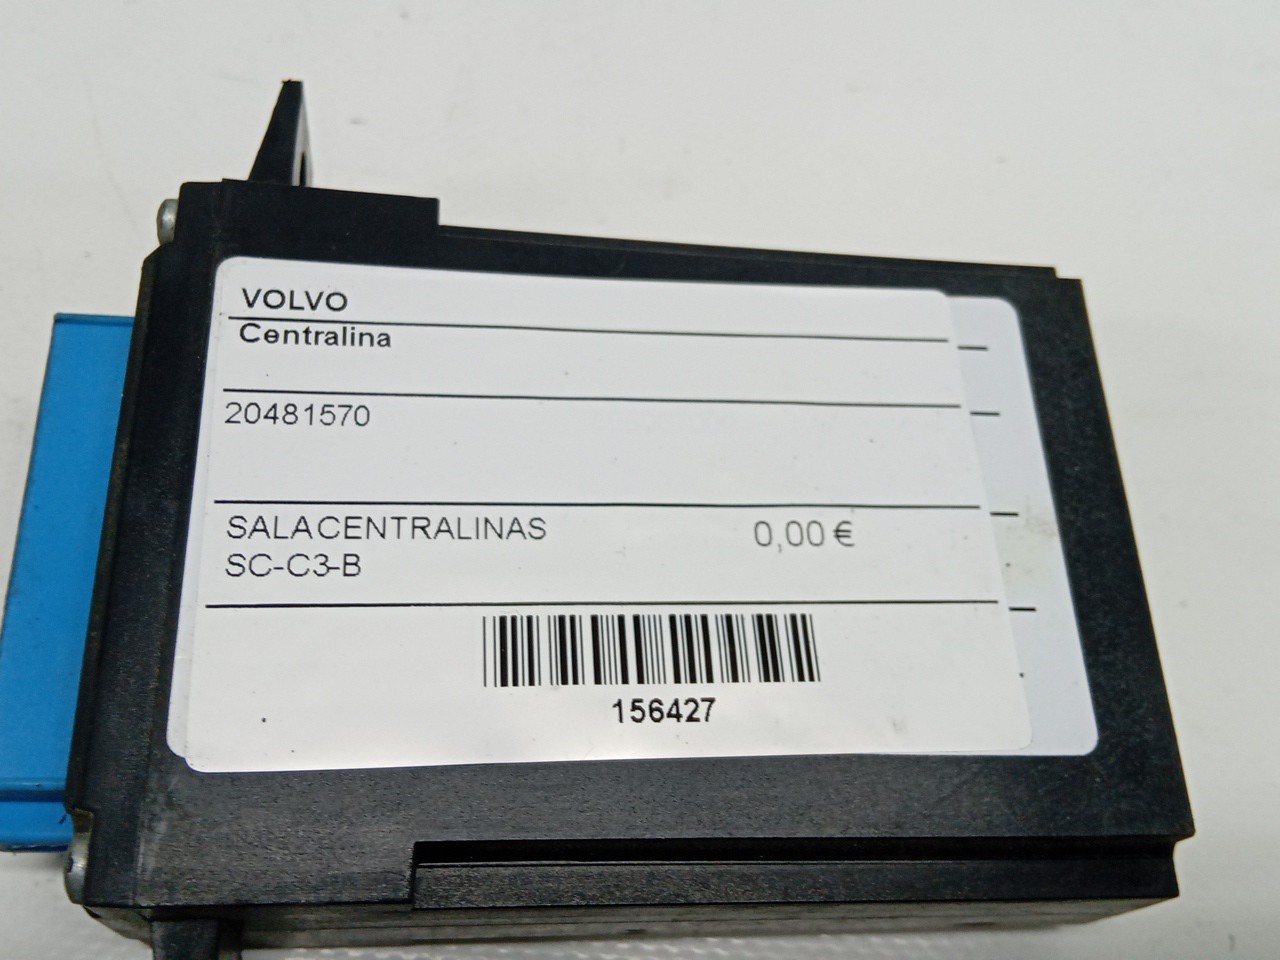 VOLVO
Centralina
20481570
SALACENTRALINAS 0,00 €
SC-C3-B
156427